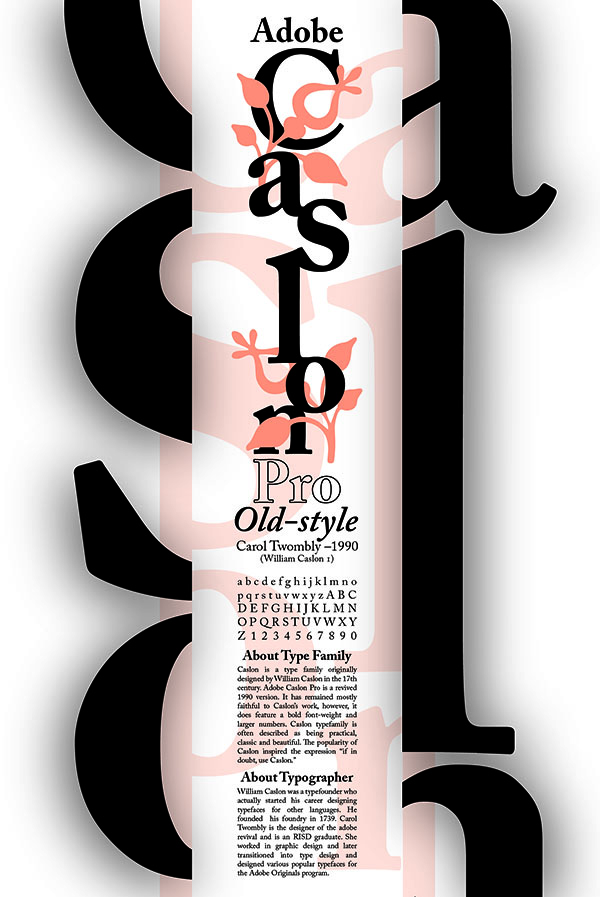 Adobe
Caslon
Pro
Old-style
Carol Twombly –1990
(William Caslon 1)
a b c d e f g h i j k l m n o
p q r s t u v w x y z A B C
D E F G H I J K L M N
O P Q R S T U V W X Y
Z 1 2 3 4 5 6 7 8 9 0
About Type Family
Caslon is a type family originally
designed by William Caslon in the 17th
century. Adobe Caslon Pro is a revived
1990 version. It has remained mostly
faithful to Caslon's work, however, it
does feature a bold font-weight and
larger numbers. Caslon typefamily is
often described as being practical,
classic and beautiful. The popularity of
Caslon inspired the expression "if in
doubt, use Caslon."
About Typographer
William Caslon was a typefounder who
actually started his career designing
typefaces for other languages. He
founded his foundry in 1739. Carol
Twombly is the designer of the adobe
revival and is an RISD graduate. She
worked in graphic design and later
transitioned into type design and
designed various popular typefaces for
the Adobe Originals program.